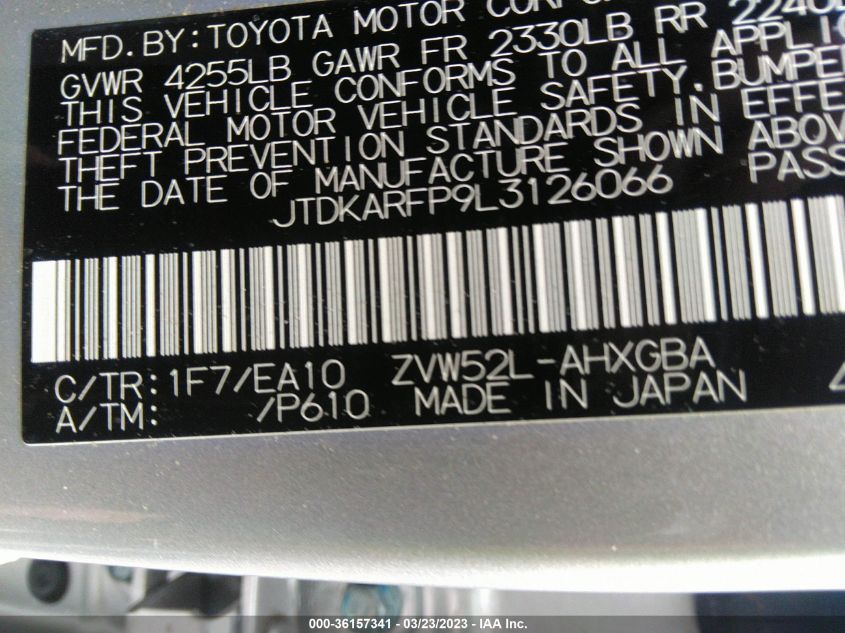 MFD. BY: TOYOTA MOTOR
GVWR 4255LB GAWR FR 2330LB RR
THIS VEHICLE CONFORMS TO ALL
FEDERAL MOTOR VEHICLE SAFETY, BUMPER
THEFT PREVENTION STANDARDS IN
THE DATE OF MANUFACTURE SHOWN
JTDKARFP9L3126066
C/TR: 1F7/EA10 ZVW52L-AHXGBA
A/TM: /P610 MADE IN JAPAN
000-36157341 - 03/23/2023 - IAA Inc.